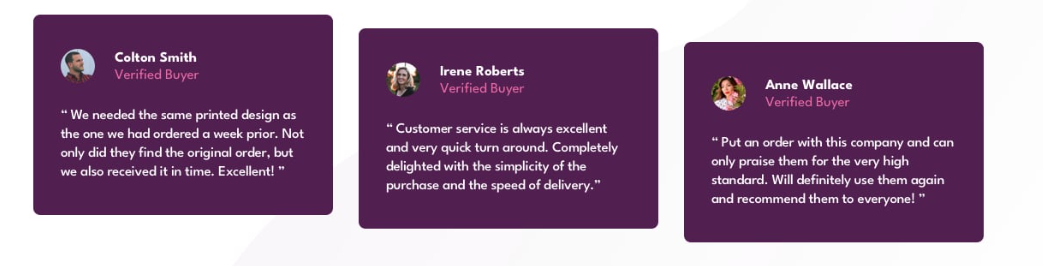 Colton Smith
Verified Buyer
“ We needed the same printed design as
the one we had ordered a week prior. Not
only did they find the original order, but
we also received it in time. Excellent! ”
Irene Roberts
Verified Buyer
“ Customer service is always excellent
and very quick turn around. Completely
delighted with the simplicity of the
purchase and the speed of delivery.”
Anne Wallace
Verified Buyer
“ Put an order with this company and can
only praise them for the very high
standard. Will definitely use them again
and recommend them to everyone! ”